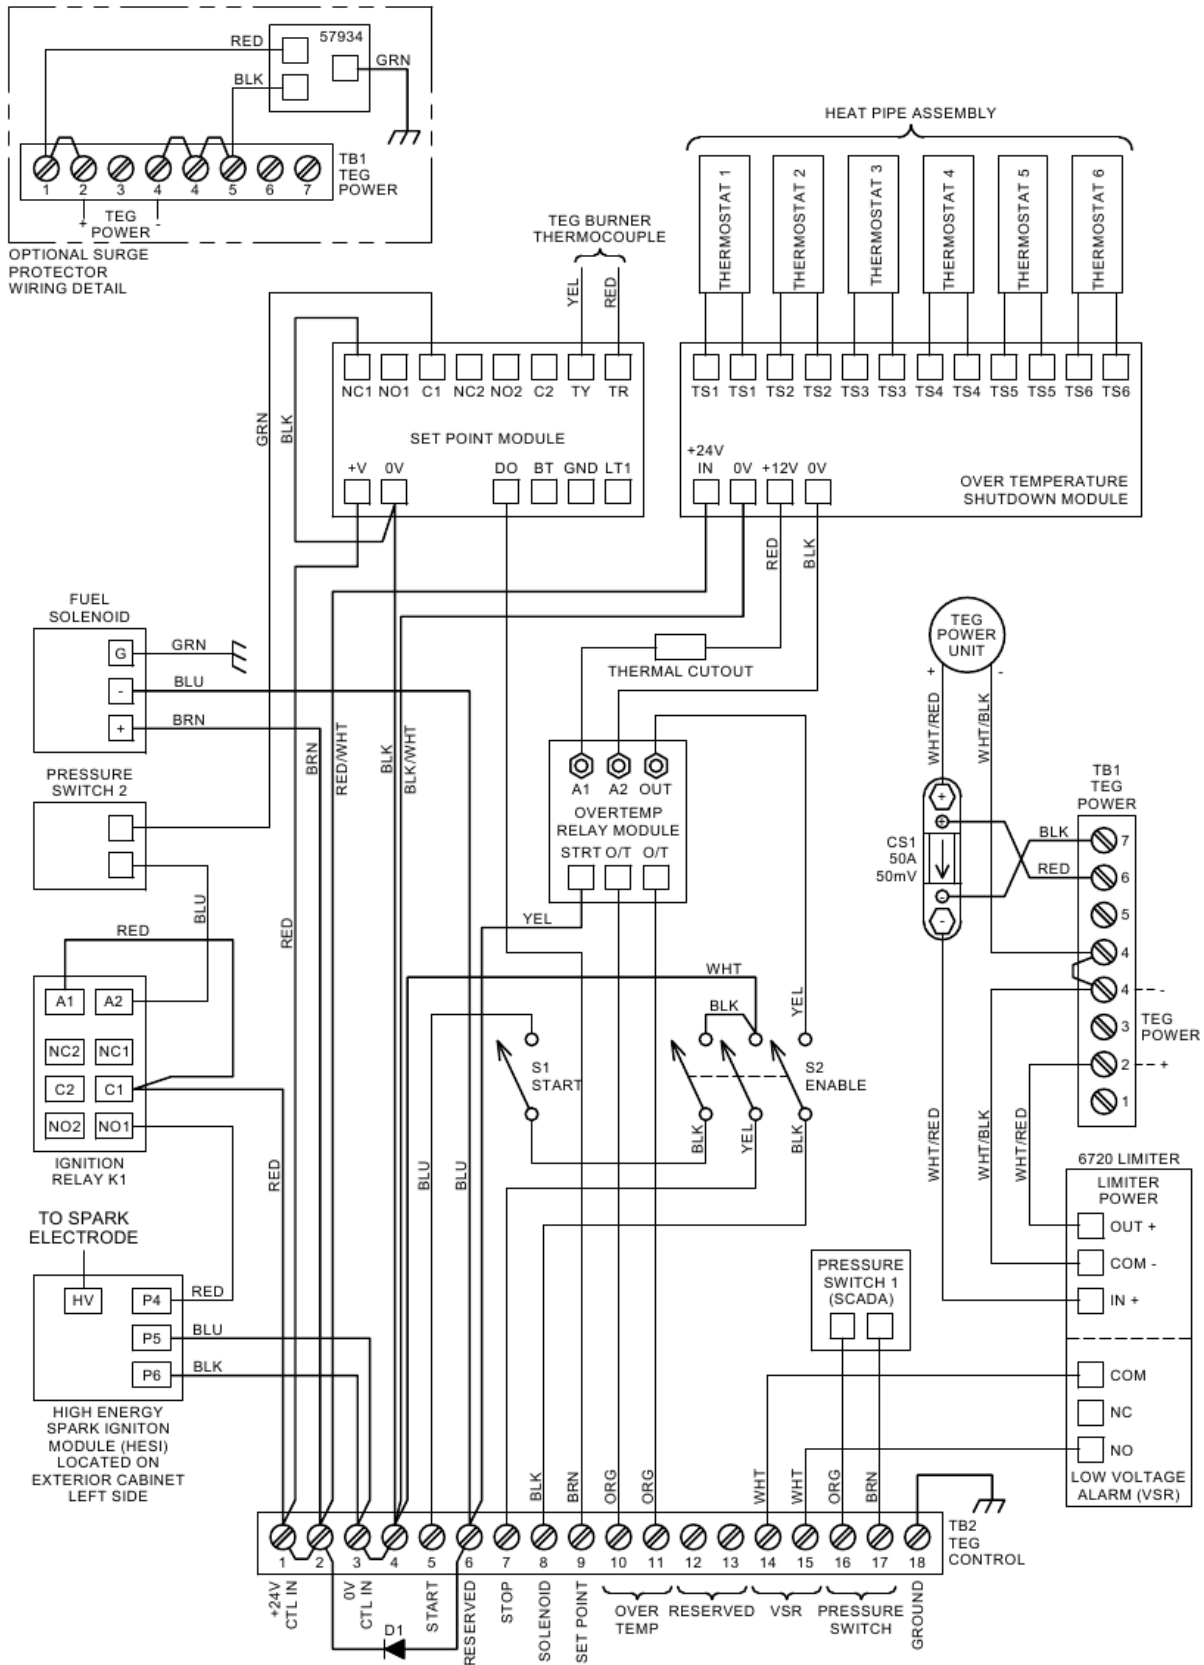 RED
57934
GRN
BLK
1 2 3 4 4 5 6 7
TB1
TEG
POWER
+ TEG -
POWER
OPTIONAL SURGE
PROTECTOR
WIRING DETAIL
HEAT PIPE ASSEMBLY
THERMOSTAT 1
THERMOSTAT 2
THERMOSTAT 3
THERMOSTAT 4
THERMOSTAT 5
THERMOSTAT 6
TEG BURNER
THERMOCOUPLE
YEL
RED
NC1 NO1 C1 NC2 NO2 C2 TY TR
SET POINT MODULE
+V 0V DO BT GND LT1
TS1 TS1 TS2 TS2 TS3 TS3 TS4 TS4 TS5 TS5 TS6 TS6
+24V
IN 0V +12V 0V
OVER TEMPERATURE
SHUTDOWN MODULE
GRN
BLK
RED
BLK
FUEL
SOLENOID
G
-
+
GRN
BLU
BRN
PRESSURE
SWITCH 2
BRN
RED/WHT
BLK
BLK/WHT
THERMAL CUTOUT
A1 A2 OUT
OVERTEMP
RELAY MODULE
STRT O/T O/T
TEG
POWER
UNIT
+
-
WHT/RED
WHT/BLK
+
+
CS1
50A
50mV
-
-
BLK
RED
TB1
TEG
POWER
7
6
5
4
4 -
3
2 +
1
TEG
POWER
BLU
RED
RED
YEL
WHT
BLK
YEL
A1 A2
NC2 NC1
C2 C1
NO2 NO1
IGNITION
RELAY K1
S1
START
S2
ENABLE
BLK
YEL
BLK
RED
BLU
BLU
WHT/RED
WHT/BLK
WHT/RED
TO SPARK
ELECTRODE
HV
P4
P5
P6
RED
BLU
BLK
HIGH ENERGY
SPARK IGNITON
MODULE (HESI)
LOCATED ON
EXTERIOR CABINET
LEFT SIDE
PRESSURE
SWITCH 1
(SCADA)
6720 LIMITER
LIMITER
POWER
OUT +
COM -
IN +
COM
NC
NO
LOW VOLTAGE
ALARM (VSR)
BLK
BRN
ORG
ORG
WHT
WHT
ORG
BRN
TB2
TEG
CONTROL
1 2 3 4 5 6 7 8 9 10 11 12 13 14 15 16 17 18
+24V
CTL IN
0V
CTL IN
START
RESERVED
STOP
SOLENOID
SET POINT
OVER
TEMP
RESERVED
VSR
PRESSURE
SWITCH
GROUND
D1